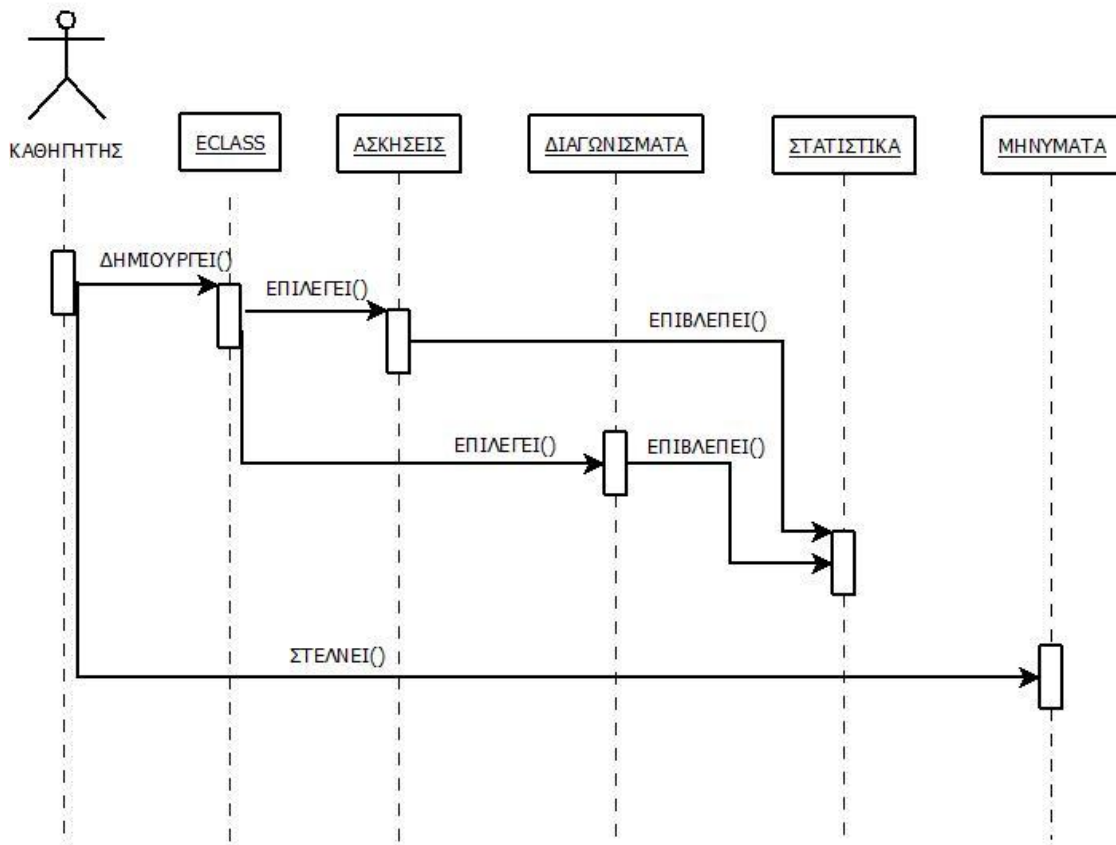 ΚΑΘΗΓΗΤΗΣ
ECLASS
ΑΣΚΗΣΕΙΣ
ΔΙΑΓΩΝΙΣΜΑΤΑ
ΣΤΑΤΙΣΤΙΚΑ
ΜΗΝΥΜΑΤΑ
ΔΗΜΙΟΥΡΓΕΙ()
ΕΠΙΛΕΓΕΙ()
ΕΠΙΒΛΕΠΕΙ()
ΕΠΙΛΕΓΕΙ()
ΕΠΙΒΛΕΠΕΙ()
ΣΤΕΛΝΕΙ()